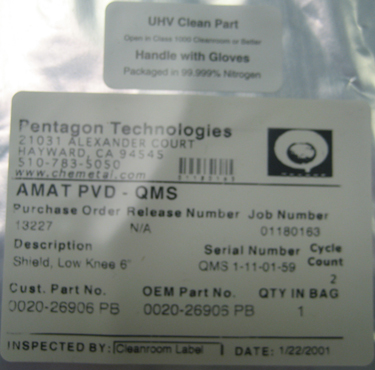 UHV Clean Part
Open in Class 1000 Cleanroom or Better
Handle with Gloves
Packaged in 99.999% Nitrogen
Pentagon Technologies
21031 ALEXANDER COURT
HAYWARD, CA 94545
510-783-5050
www.chemetal.com
01180163
AMAT PVD - QMS
Purchase Order Release Number Job Number
13227 N/A 01180163
Description Serial Number Cycle Count
Shield, Low Knee 6" QMS 1-11-01-59 2
Cust. Part No. OEM Part No. QTY IN BAG
0020-26906 PB 0020-26906 PB 1
INSPECTED BY: Cleanroom Label DATE: 1/22/2001